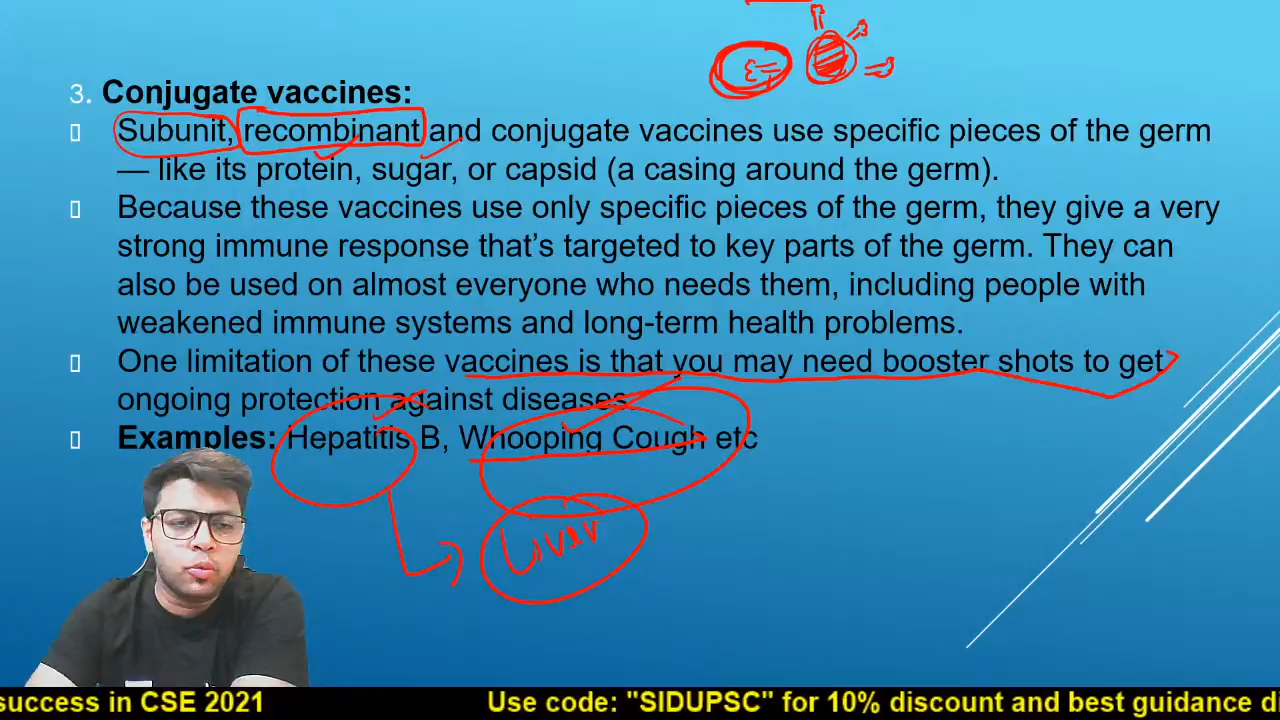 3. Conjugate vaccines:
Subunit, recombinant and conjugate vaccines use specific pieces of the germ
— like its protein, sugar, or capsid (a casing around the germ).
Because these vaccines use only specific pieces of the germ, they give a very
strong immune response that’s targeted to key parts of the germ. They can
also be used on almost everyone who needs them, including people with
weakened immune systems and long-term health problems.
One limitation of these vaccines is that you may need booster shots to get
ongoing protection against diseases.
Examples: Hepatitis B, Whooping Cough etc
Liver
success in CSE 2021 Use code: "SIDUPSC" for 10% discount and best guidance di